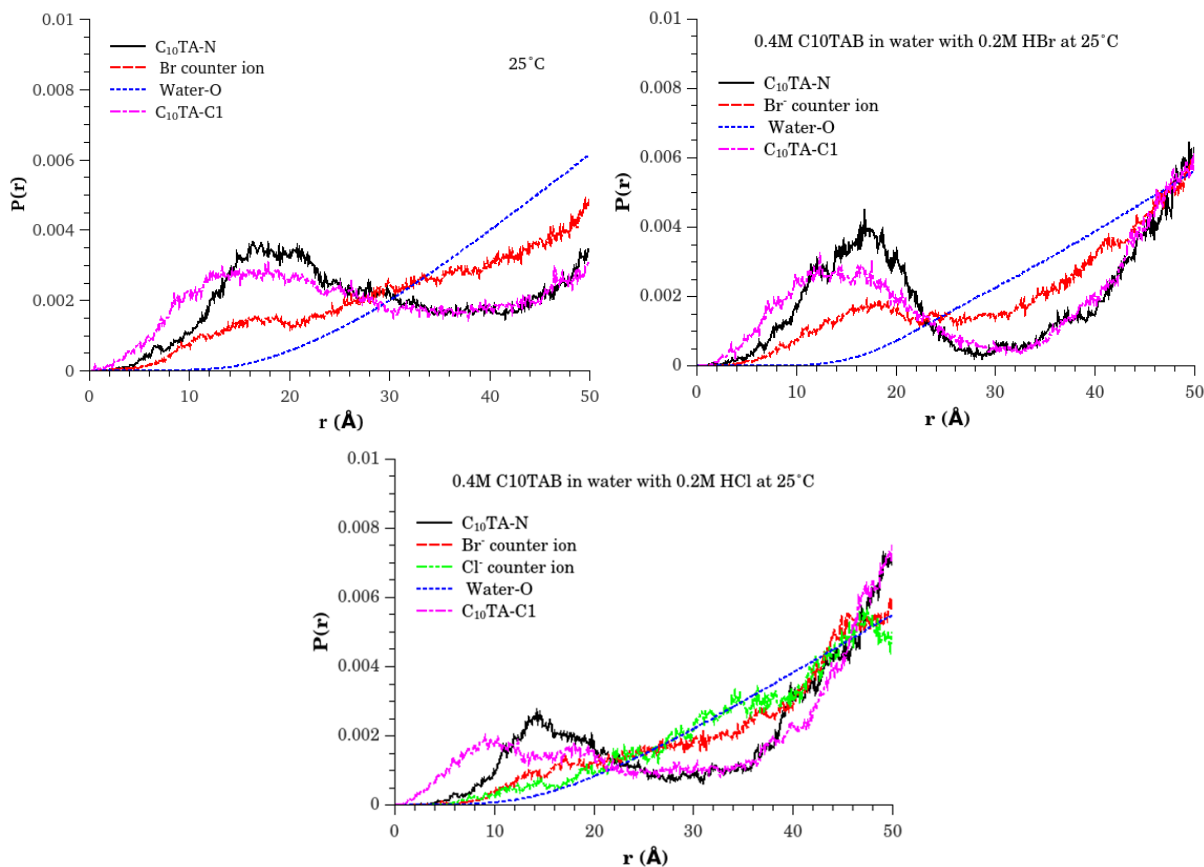 0.01
0.008
0.006
0.004
0.002
0
P(r)
C₁₀TA-N
Br counter ion
Water-O
C₁₀TA-C1
25°C
0 10 20 30 40 50
r (Å)
0.01
0.008
0.006
0.004
0.002
0
P(r)
0.4M C10TAB in water with 0.2M HBr at 25°C
C₁₀TA-N
Br⁻ counter ion
Water-O
C₁₀TA-C1
0 10 20 30 40 50
r (Å)
0.01
0.008
0.006
0.004
0.002
0
P(r)
0.4M C10TAB in water with 0.2M HCl at 25°C
C₁₀TA-N
Br⁻ counter ion
Cl⁻ counter ion
Water-O
C₁₀TA-C1
0 10 20 30 40 50
r (Å)